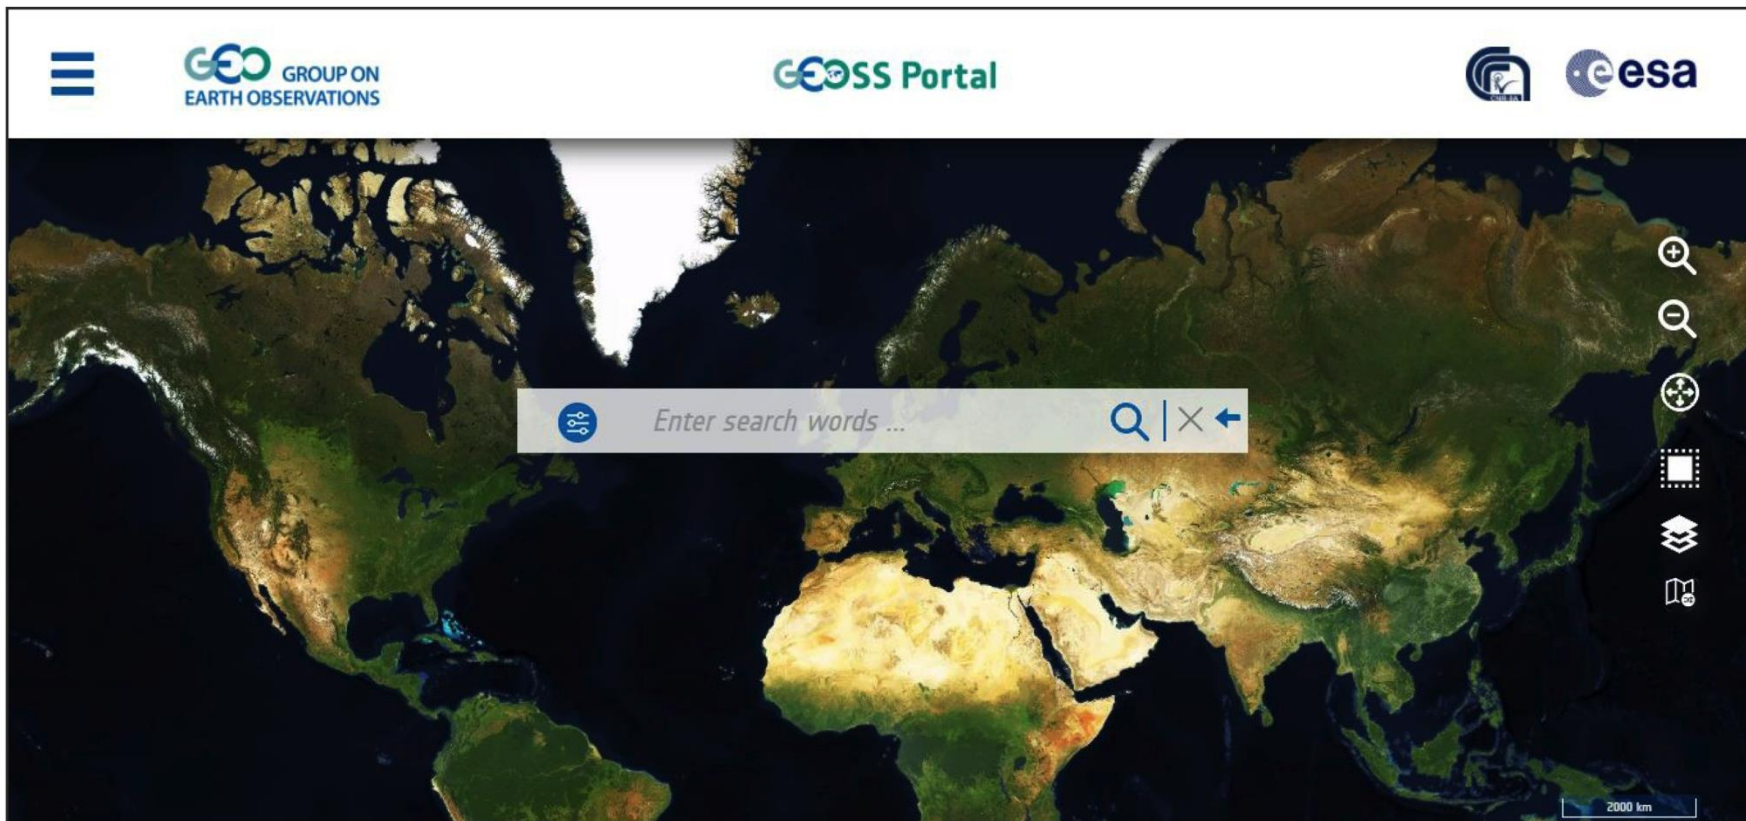 GEO GROUP ON
EARTH OBSERVATIONS
GEOSS Portal
esa
Enter search words ...
2000 km